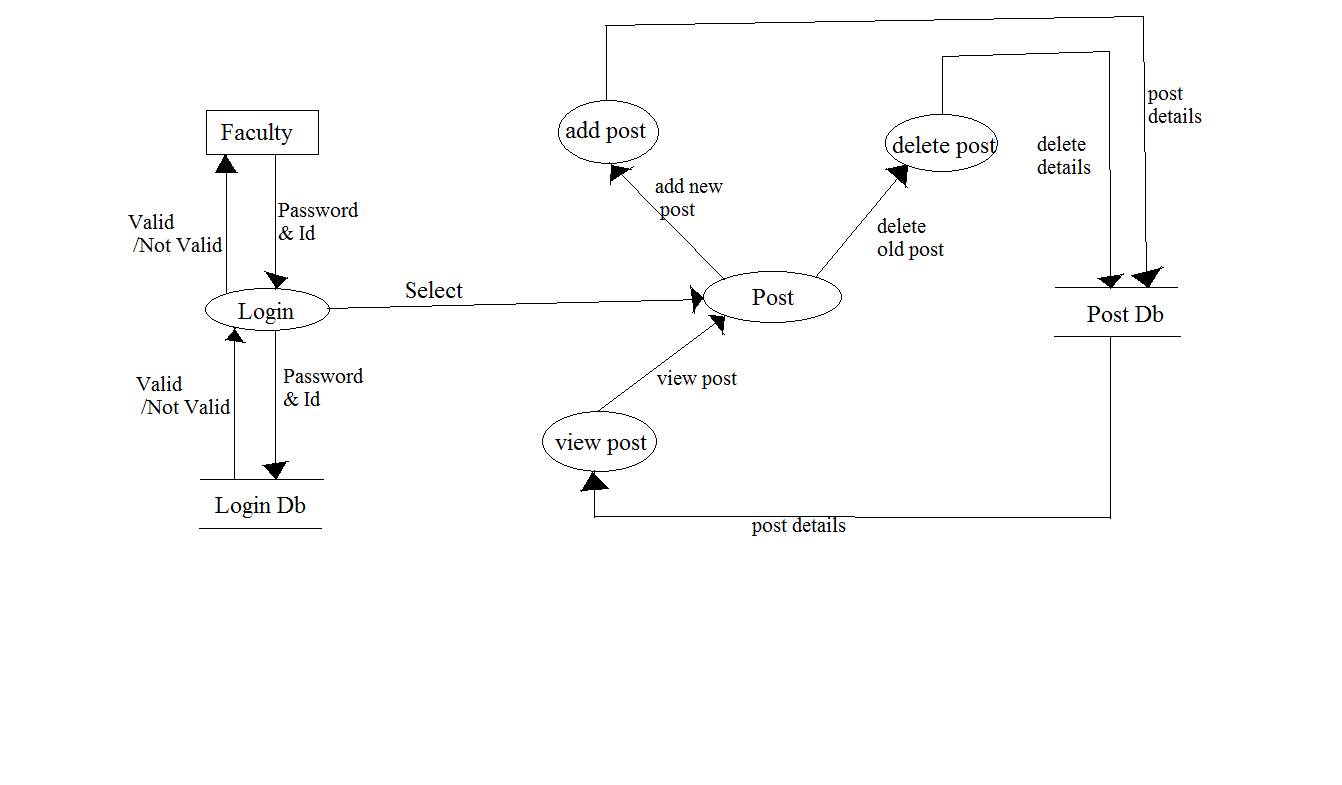 Faculty
Valid
/Not Valid
Password
& Id
Login
Valid
/Not Valid
Password
& Id
Login Db
Select
add post
add new
post
delete post
delete
old post
Post
view post
view post
post details
delete
details
post
details
Post Db